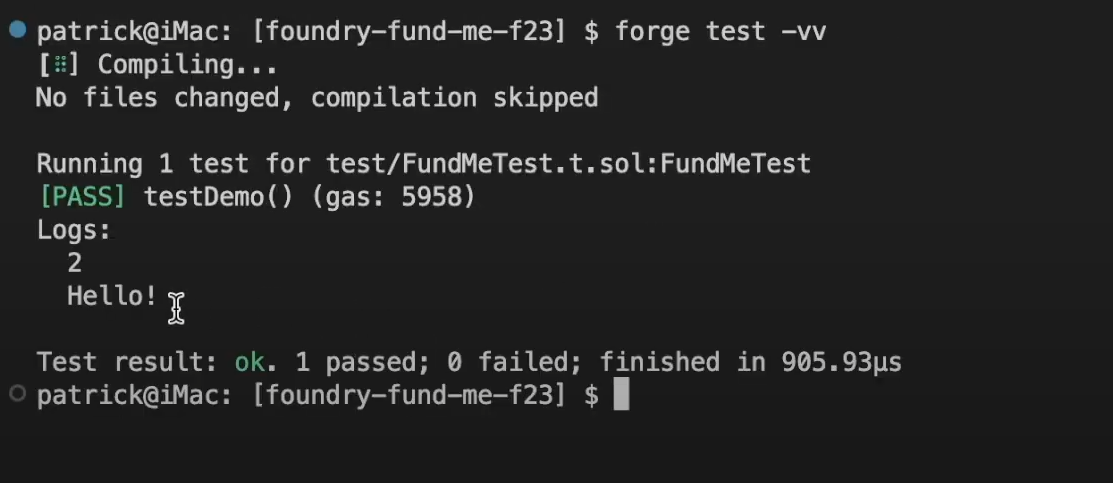 patrick@iMac: [foundry-fund-me-f23] $ forge test -vv
[⠿] Compiling...
No files changed, compilation skipped
Running 1 test for test/FundMeTest.t.sol:FundMeTest
[PASS] testDemo() (gas: 5958)
Logs:
2
Hello!
Test result: ok. 1 passed; 0 failed; finished in 905.93µs
patrick@iMac: [foundry-fund-me-f23] $